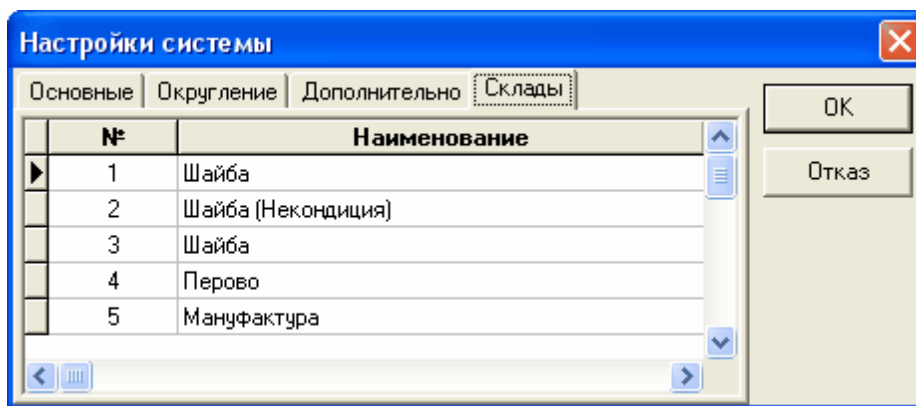 Настройки системы
Основные Округление Дополнительно Склады
OK
№ Наименование
1 Шайба
Отказ
2 Шайба (Некондиция)
3 Шайба
4 Перово
5 Мануфактура